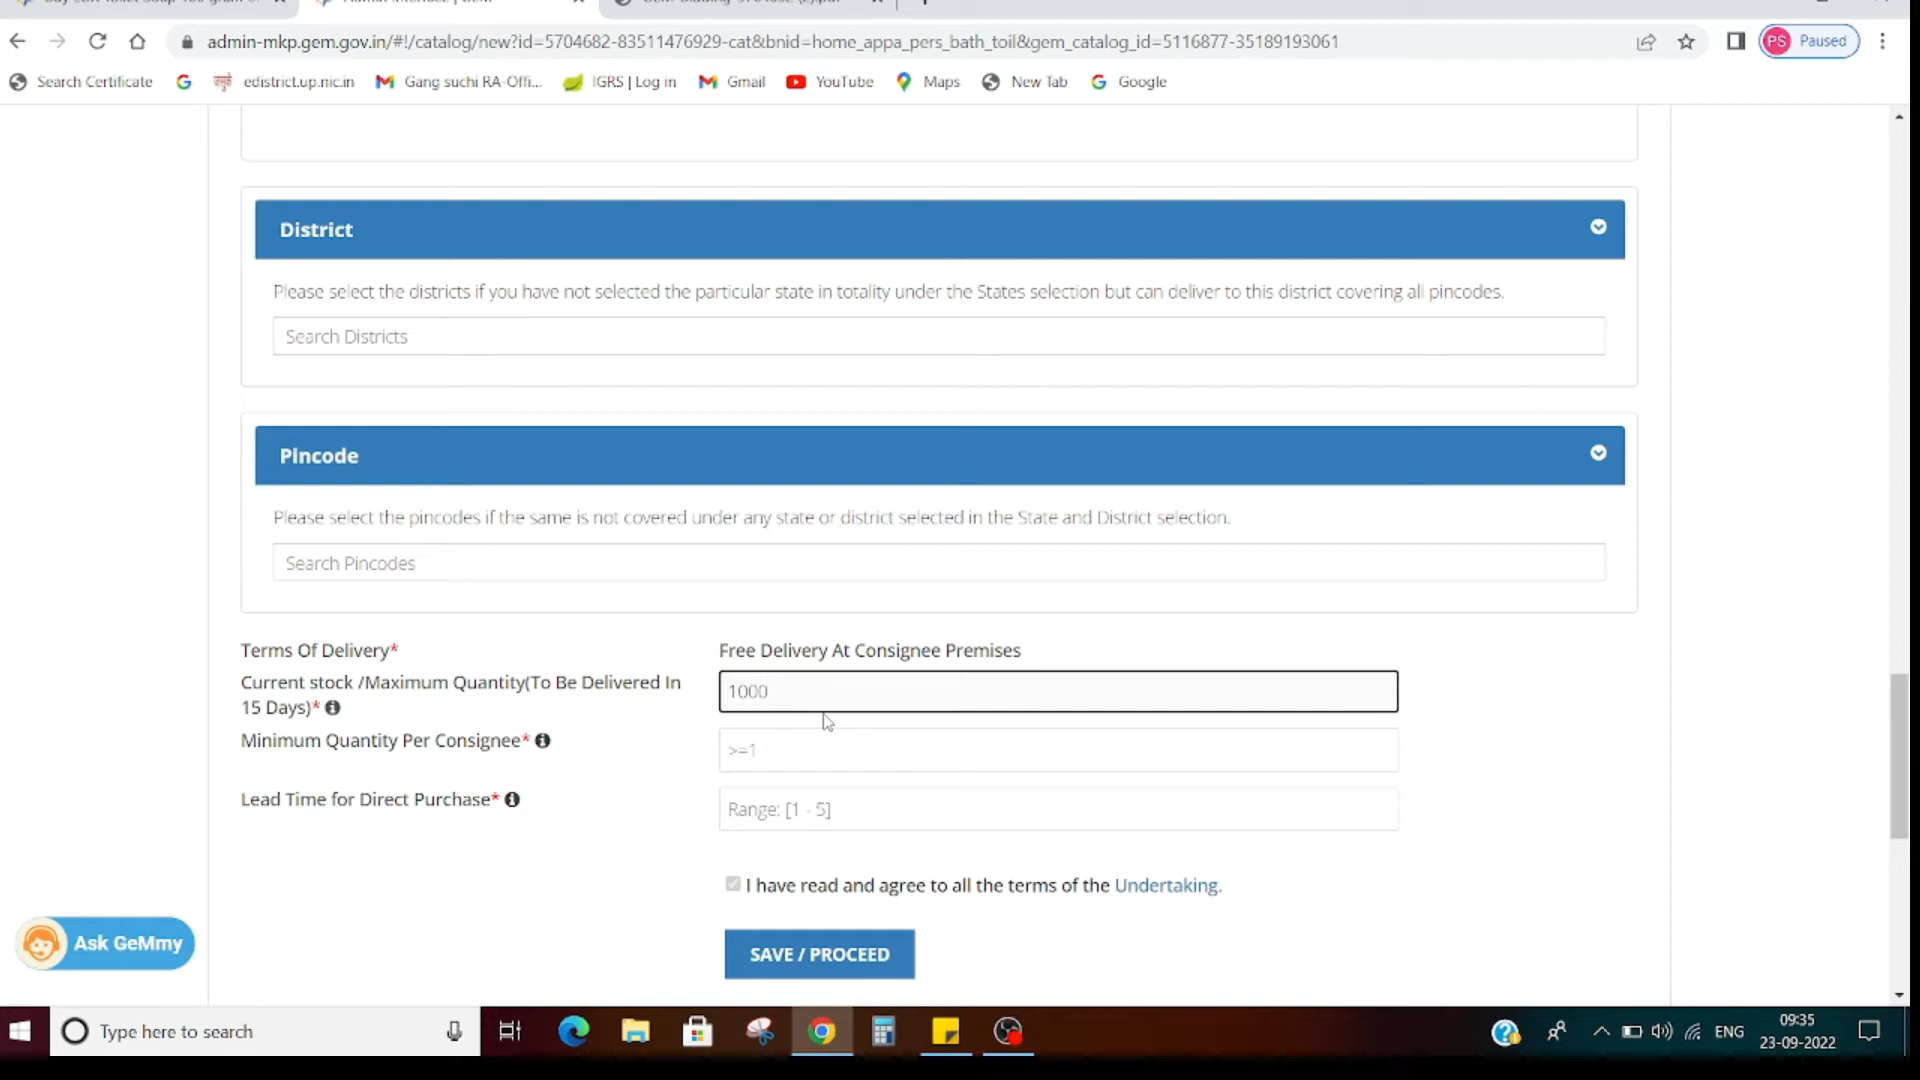 admin-mkp.gem.gov.in/#!/catalog/new?id=5704682-83511476929-cat&bnid=home_appa_pers_bath_toil&gem_catalog_id=5116877-35189193061
PS Paused
Search Certificate
edistrict.up.nic.in
Gang suchi RA-Offi...
IGRS | Log in
Gmail
YouTube
Maps
New Tab
Google
District
Please select the districts if you have not selected the particular state in totality under the States selection but can deliver to this district covering all pincodes.
Search Districts
Pincode
Please select the pincodes if the same is not covered under any state or district selected in the State and District selection.
Search Pincodes
Terms Of Delivery*
Free Delivery At Consignee Premises
Current stock /Maximum Quantity(To Be Delivered In
15 Days)*
1000
Minimum Quantity Per Consignee*
>=1
Lead Time for Direct Purchase*
Range: [1 - 5]
I have read and agree to all the terms of the Undertaking.
SAVE / PROCEED
Ask GeMmy
Type here to search
ENG
09:35
23-09-2022